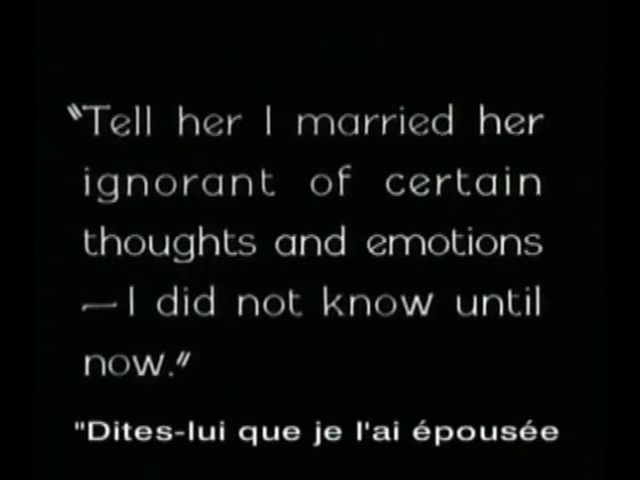 "Tell her I married her
ignorant of certain
thoughts and emotions
—I did not know until
now."
"Dites-lui que je l'ai épousée